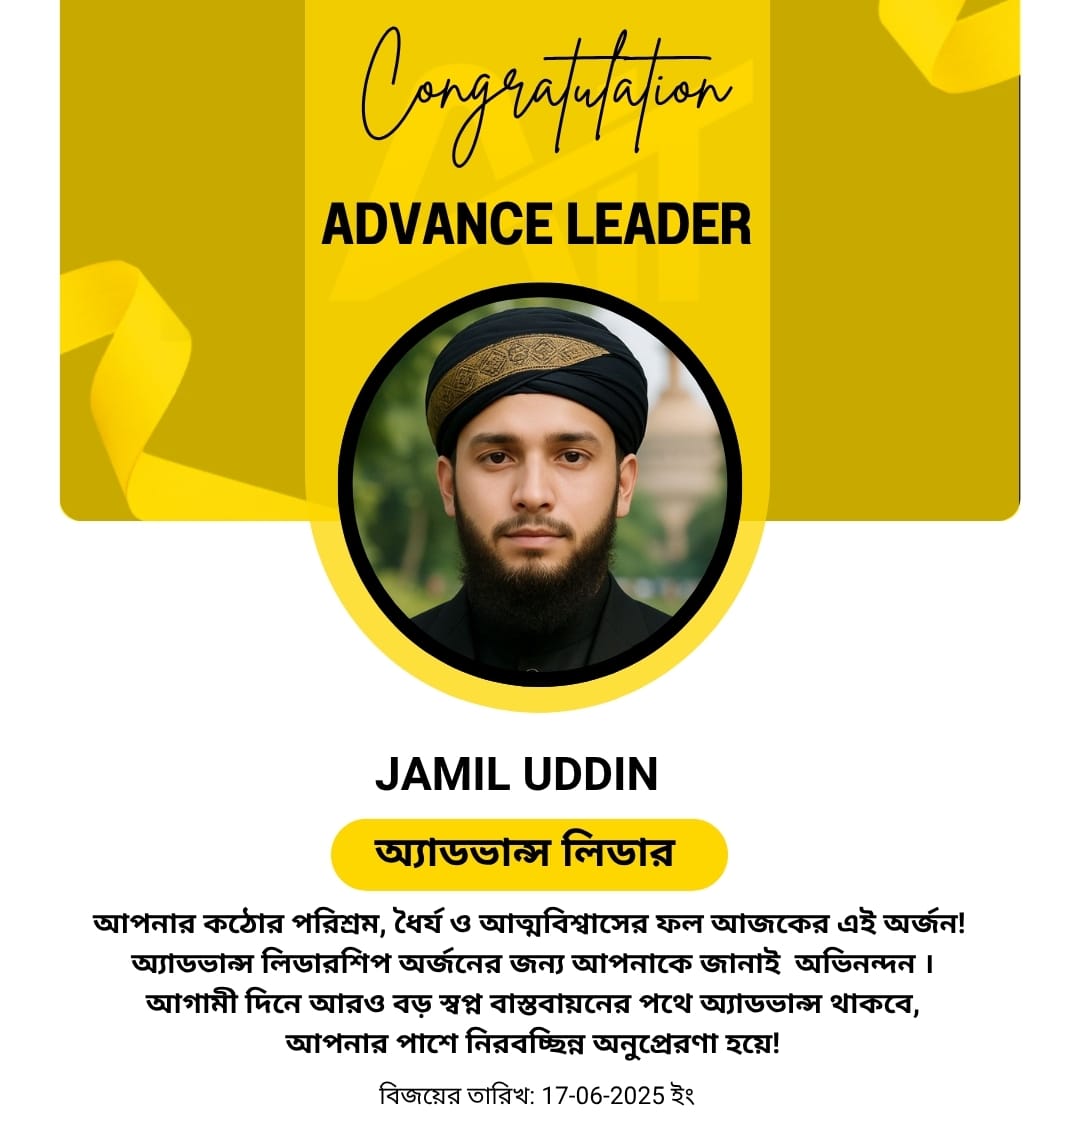 Congratulation
ADVANCE LEADER
JAMIL UDDIN
অ্যাডভান্স লিডার
আপনার কঠোর পরিশ্রম, ধৈর্য ও আত্মবিশ্বাসের ফল আজকের এই অর্জন!
অ্যাডভান্স লিডারশিপ অর্জনের জন্য আপনাকে জানাই অভিনন্দন ।
আগামী দিনে আরও বড় স্বপ্ন বাস্তবায়নের পথে অ্যাডভান্স থাকবে,
আপনার পাশে নিরবচ্ছিন্ন অনুপ্রেরণা হয়ে!
বিজয়ের তারিখ: 17-06-2025 ইং